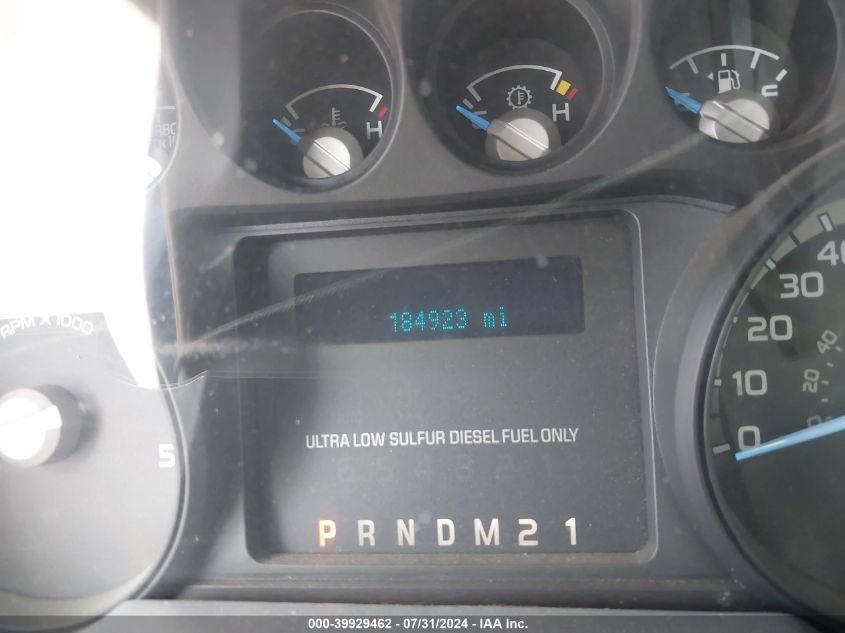 H
H
RPM X 1000
184923 mi
40
30
20
10
0
40
20
5
ULTRA LOW SULFUR DIESEL FUEL ONLY
6 5 4 3 2 1
P R N D M 2 1
000-39929462 - 07/31/2024 - IAA Inc.